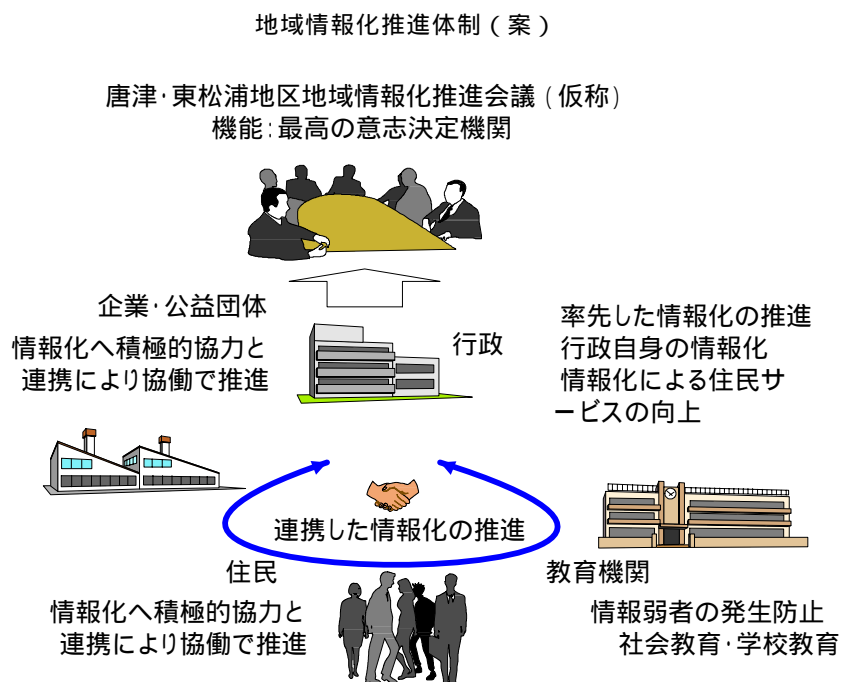 地域情報化推進体制（案）
唐津・東松浦地区地域情報化推進会議（仮称）
機能：最高の意志決定機関
企業・公益団体
情報化へ積極的協力と
連携により協働で推進
行政
率先した情報化の推進
行政自身の情報化
情報化による住民サ
ービスの向上
連携した情報化の推進
住民
情報化へ積極的協力と
連携により協働で推進
教育機関
情報弱者の発生防止
社会教育・学校教育